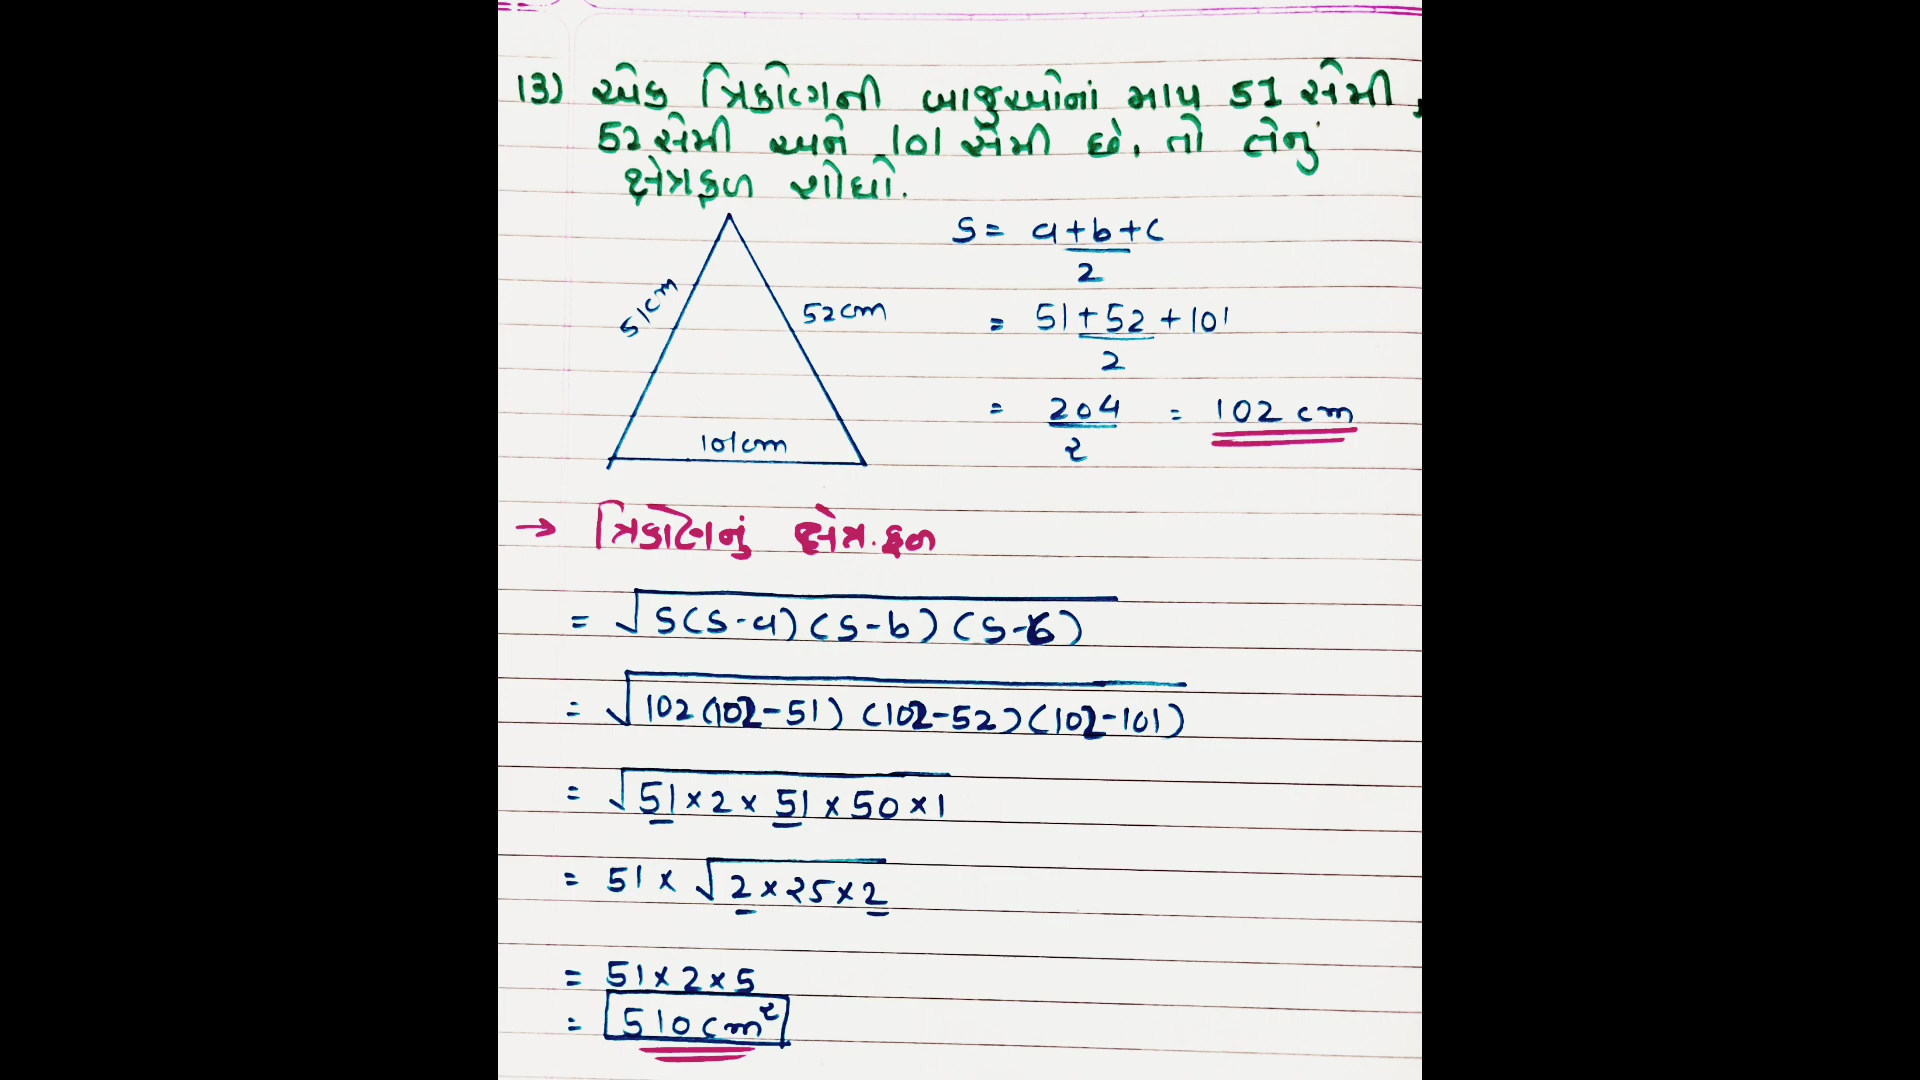 13) એક ત્રિકોણની બાજુઓનાં માપ 51 સેમી,
52 સેમી અને 101 સેમી છે. તો તેનું
ક્ષેત્રફળ શોધો.
51cm
52cm
101cm
S = a+b+c
2
= 51+52+101
2
= 204 = 102 cm
2
→ ત્રિકોણનું ક્ષેત્રફળ
= √S(S-a)(S-b)(S-c)
= √102(102-51)(102-52)(102-101)
= √51×2×51×50×1
= 51×√2×25×2
= 51×2×5
= 510cm²